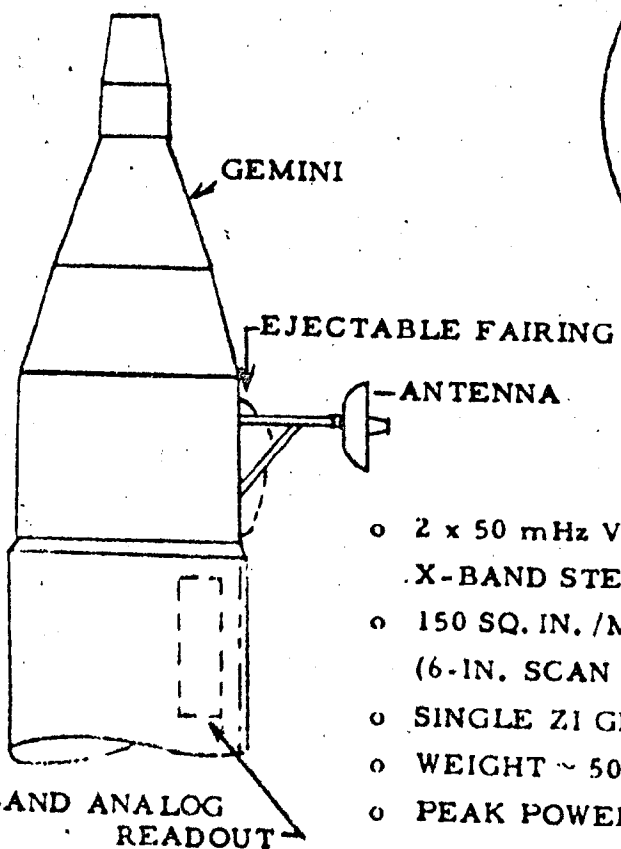 GEMINI
EJECTABLE FAIRING
ANTENNA
o 2 x 50 mHz V
X-BAND STE
o 150 SQ. IN. /M
(6-IN. SCAN
o SINGLE ZI G
o WEIGHT ~ 50
o PEAK POWER
AND ANALOG
READOUT